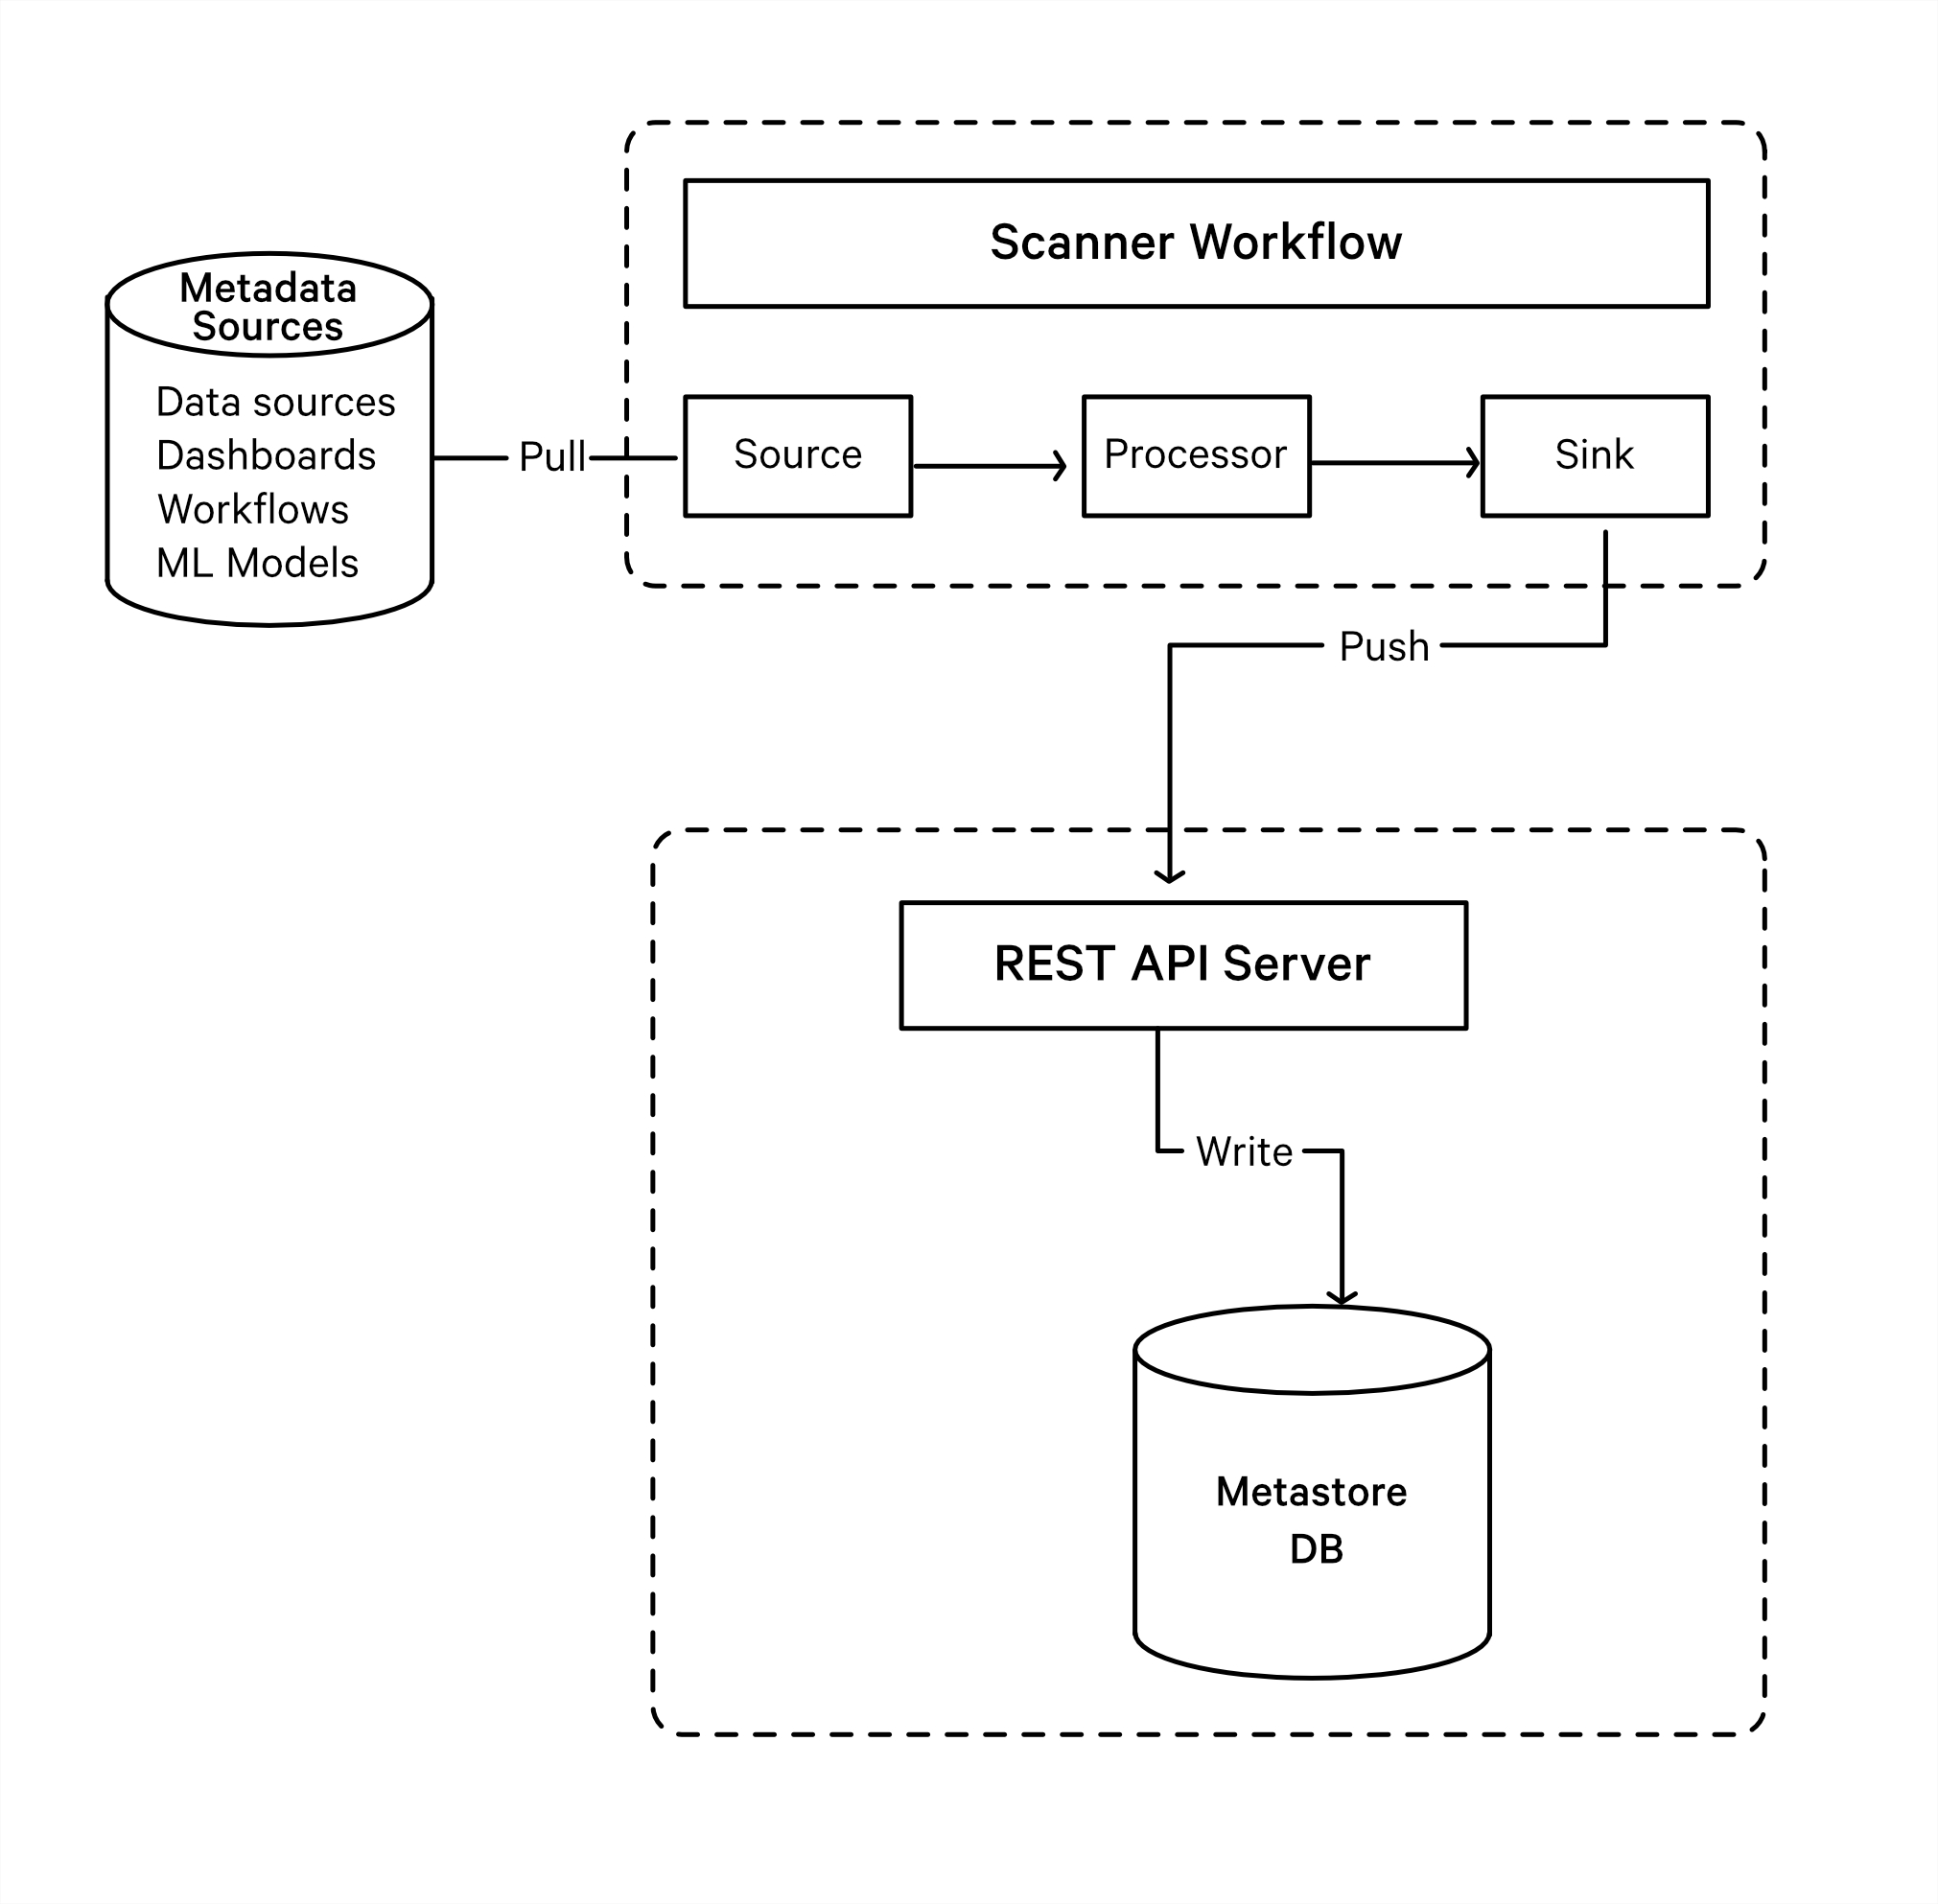 Scanner Workflow
Metadata
Sources
Data sources
Dashboards
Workflows
ML Models
Pull
Source
Processor
Sink
Push
REST API Server
Write
Metastore
DB